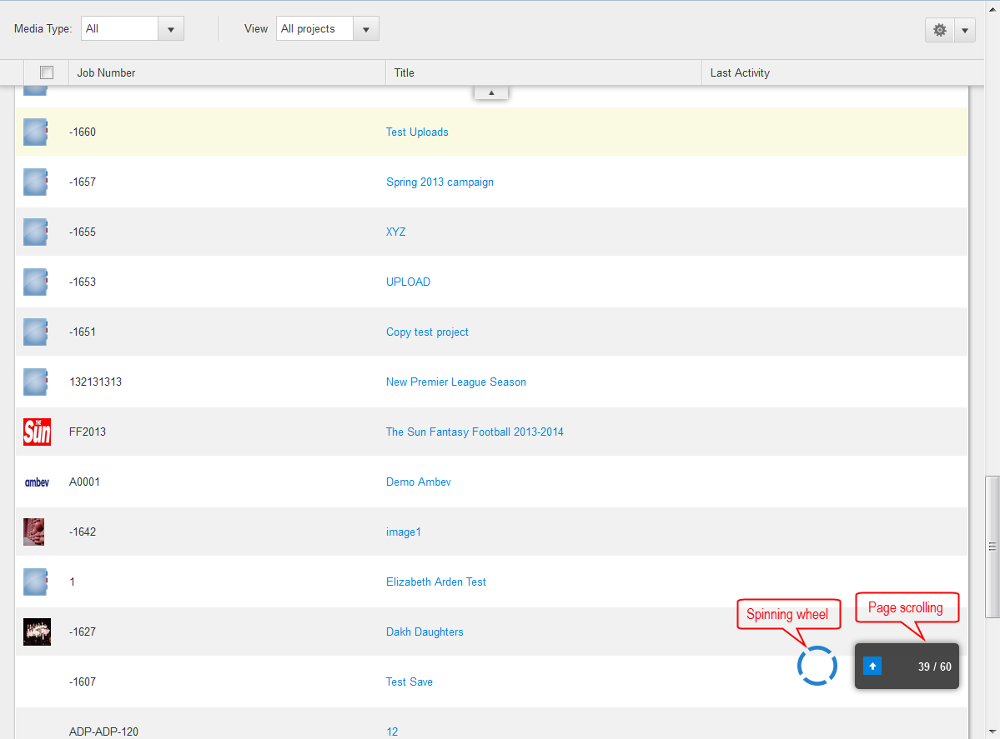 Media Type: All View All projects
Job Number Title Last Activity
-1660 Test Uploads
-1657 Spring 2013 campaign
-1655 XYZ
-1653 UPLOAD
-1651 Copy test project
132131313 New Premier League Season
THE Sun FF2013 The Sun Fantasy Football 2013-2014
ambev A0001 Demo Ambev
-1642 image1
1 Elizabeth Arden Test
Spinning wheel Page scrolling
-1627 Dakh Daughters
39 / 60
-1607 Test Save
ADP-ADP-120 12